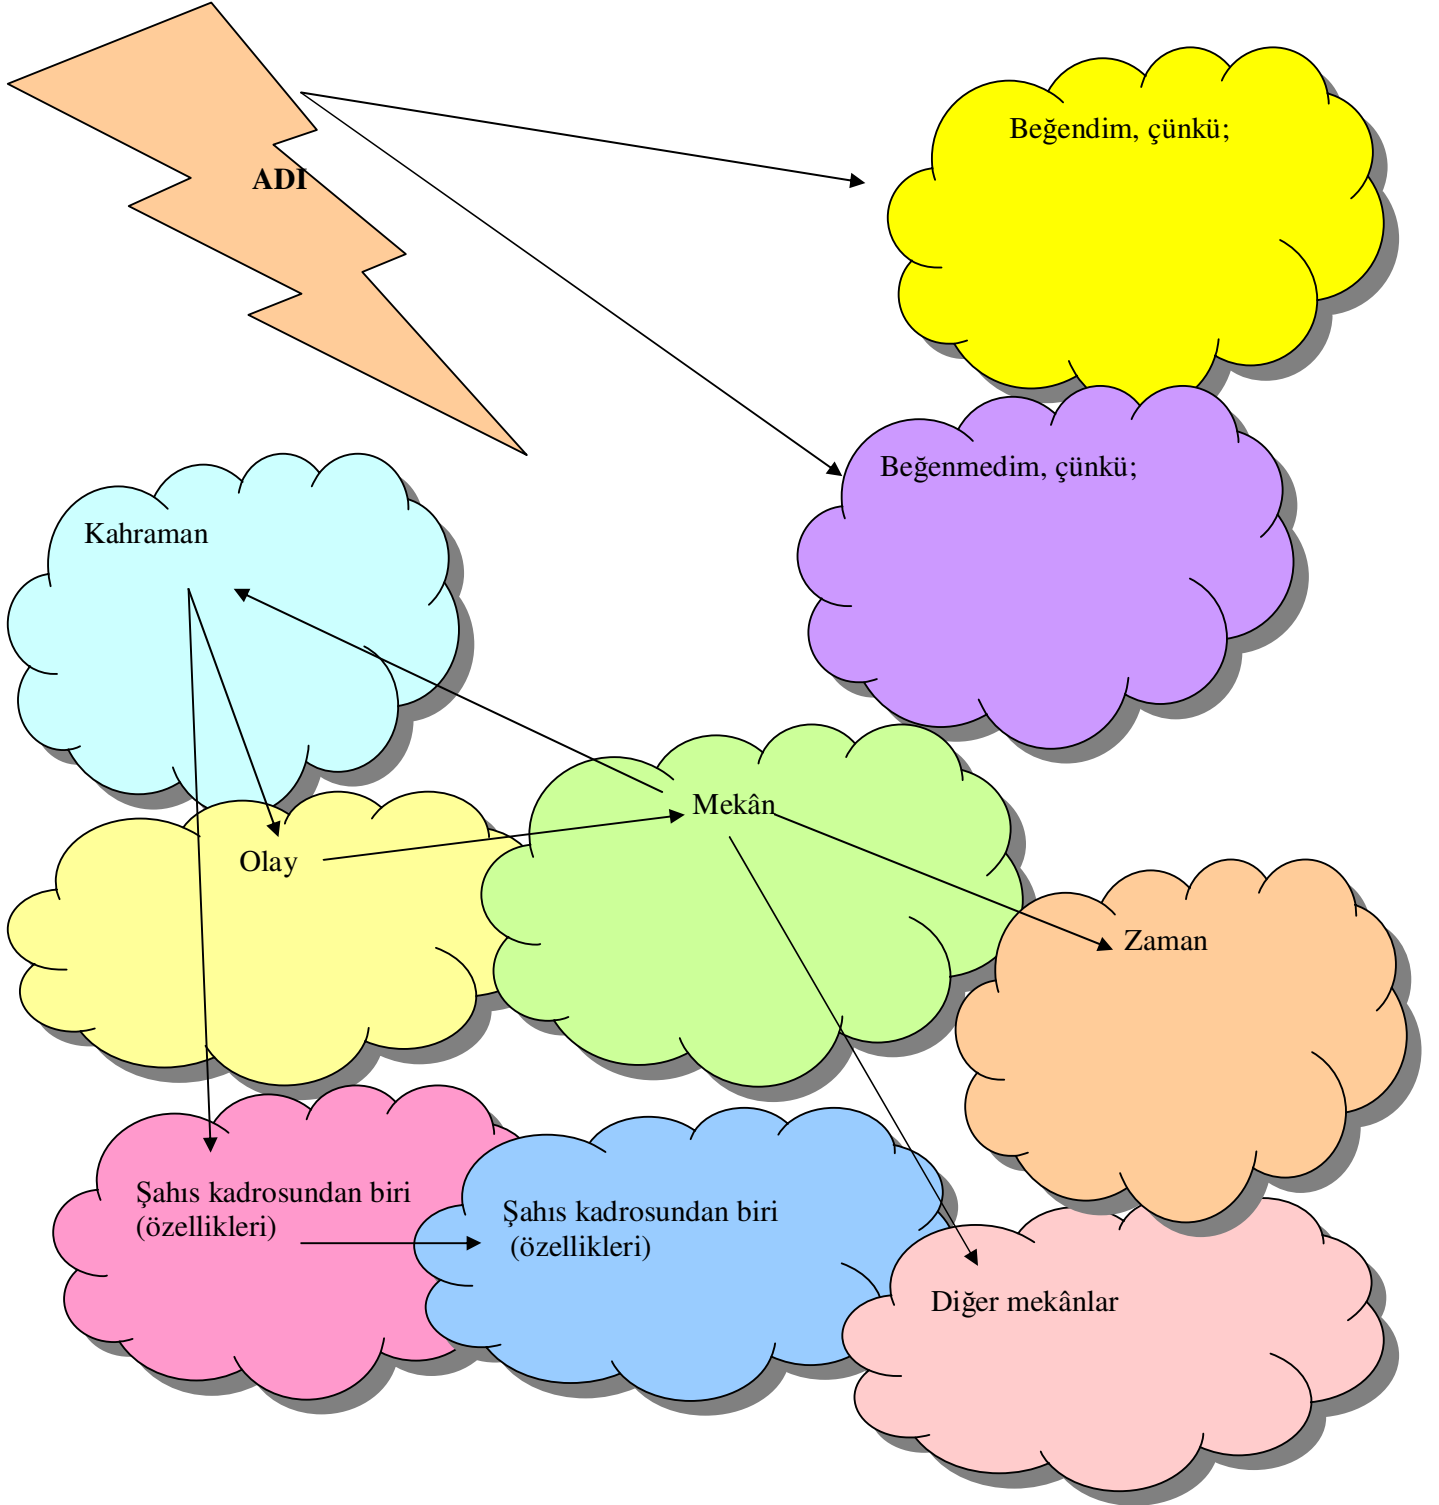 Beğendim, çünkü;
ADI
Beğenmedim, çünkü;
Kahraman
Mekân
Olay
Zaman
Şahıs kadrosundan biri
(özellikleri)
Şahıs kadrosundan biri
(özellikleri)
Diğer mekânlar